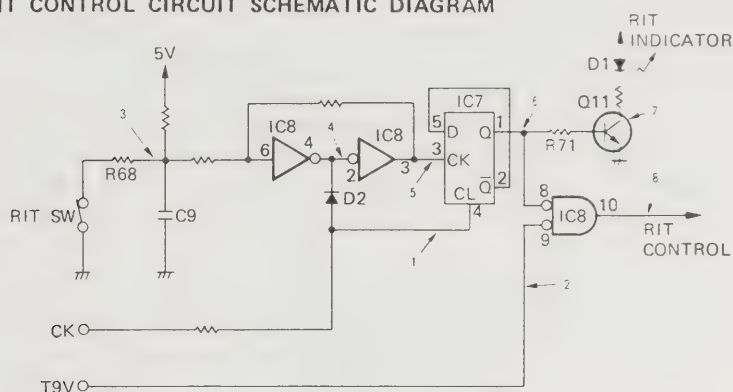 IT CONTROL CIRCUIT SCHEMATIC DIAGRAM
RIT
INDICATOR
5V
D1
IC7
Q11
3
IC8
4
4
IC8
5
D
Q
1
6
7
R71
6
2
3
3
CK
R68
5
CL
Q
2
4
8
8
IC8
10
9
RIT
CONTROL
D2
C9
RIT SW
1
2
CK
T9V